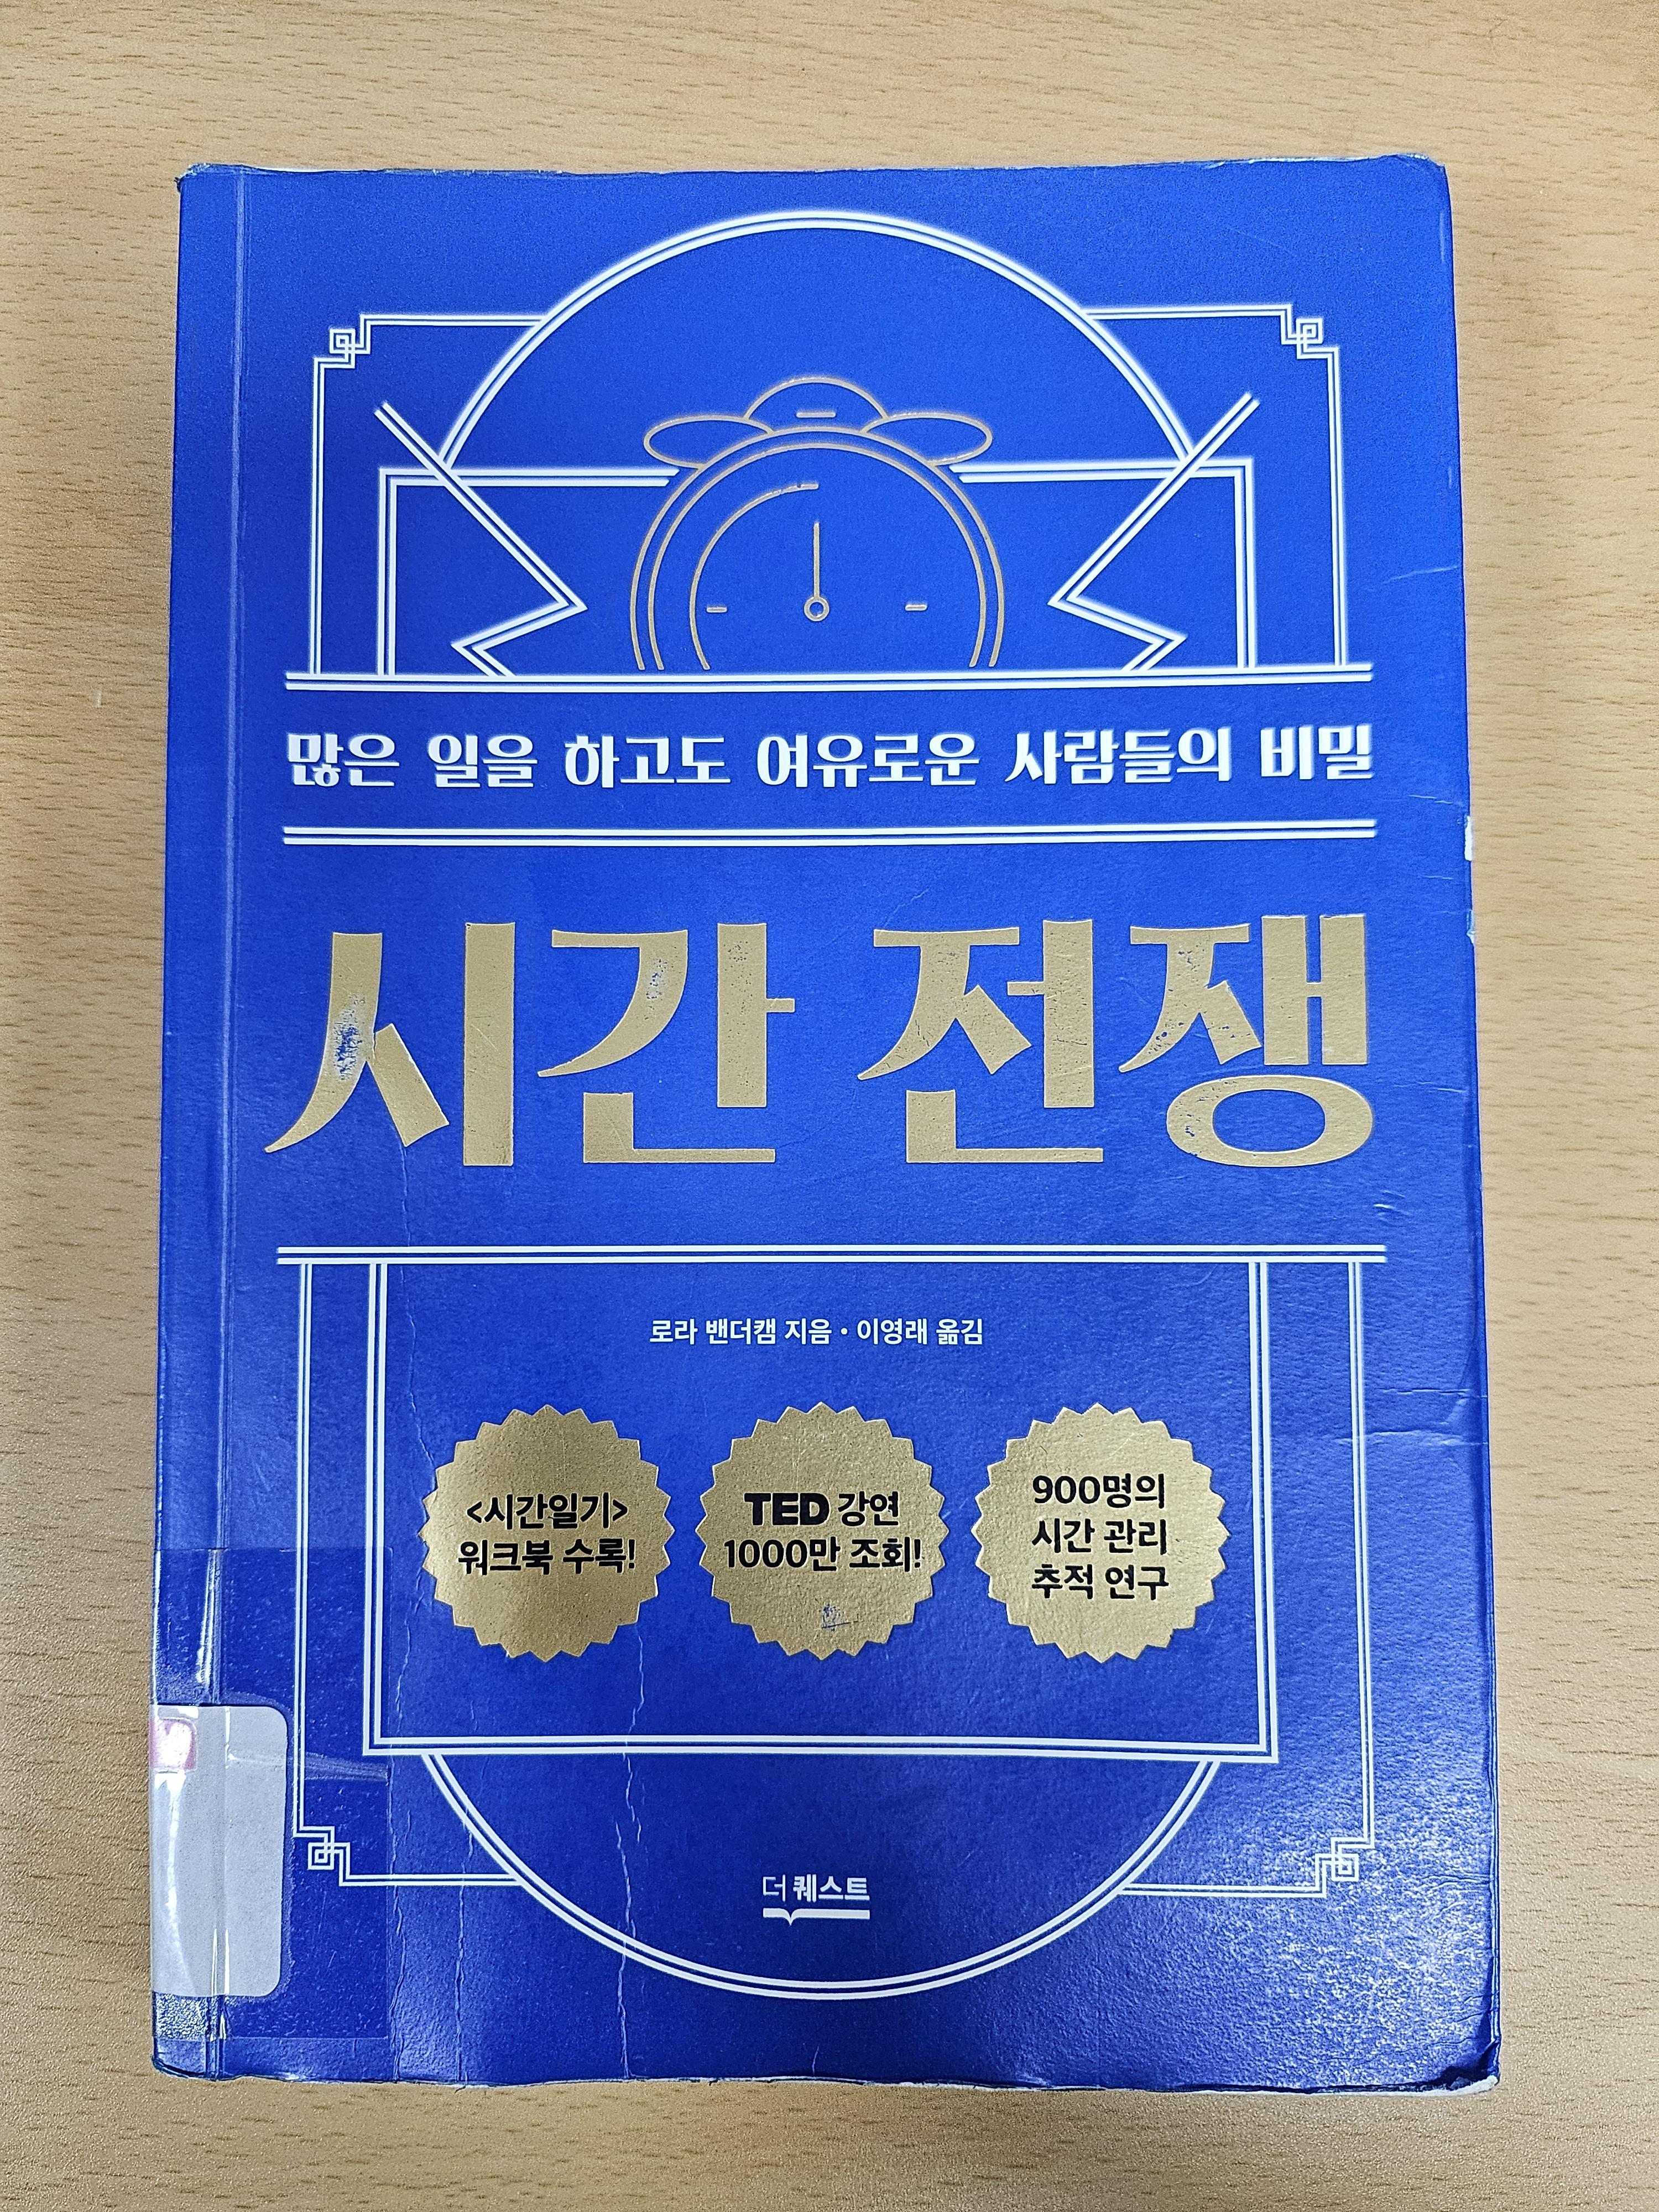 많은 일을 하고도 여유로운 사람들의 비밀
시간 전쟁
로라 밴더캠 지음 • 이영래 옮김
<시간일기>
워크북 수록!
TED 강연
1000만 조회!
900명의
시간 관리
추적 연구
더 퀘스트